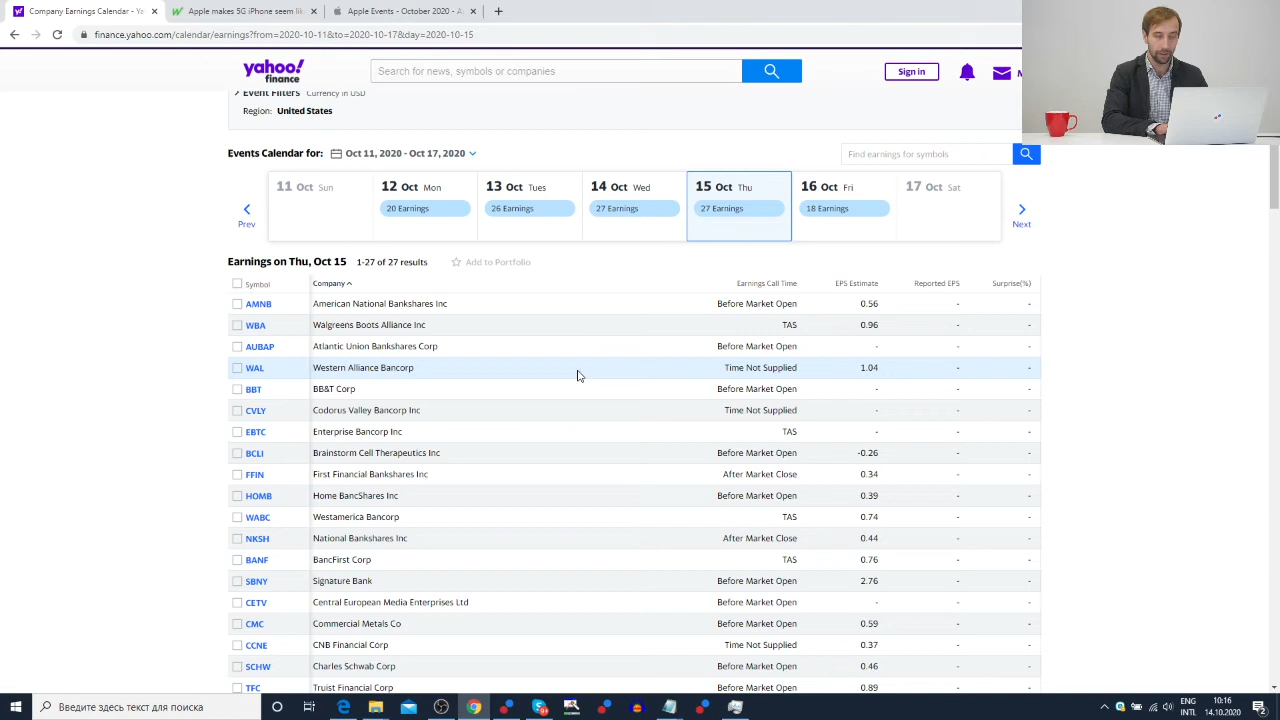 Company Earnings Calendar - Ya
Apple makes 5G iPhone seem lik
Apple Events - October 2020 - A
finance.yahoo.com/calendar/earnings?from=2020-10-11&to=2020-10-17&day=2020-10-15
yahoo!
finance
Search for news, symbols or companies
Sign in
M
Event Filters Currency in USD
Region: United States
Events Calendar for: Oct 11, 2020 - Oct 17, 2020
Find earnings for symbols
11 Oct Sun 12 Oct Mon 13 Oct Tues 14 Oct Wed 15 Oct Thu 16 Oct Fri 17 Oct Sat
20 Earnings 26 Earnings 27 Earnings 27 Earnings 18 Earnings
Prev Next
Earnings on Thu, Oct 15 1-27 of 27 results Add to Portfolio
Symbol Company Earnings Call Time EPS Estimate Reported EPS Surprise(%)
AMNB American National Bankshares Inc Before Market Open 0.56 - -
WBA Walgreens Boots Alliance Inc TAS 0.96 - -
AUBAP Atlantic Union Bankshares Corp Before Market Open - - -
WAL Western Alliance Bancorp Time Not Supplied 1.04 - -
BBT BB&T Corp Before Market Open - - -
CVLY Codorus Valley Bancorp Inc Time Not Supplied - - -
EBTC Enterprise Bancorp Inc TAS - - -
BCLI Brainstorm Cell Therapeutics Inc Before Market Open -0.26 - -
FFIN First Financial Bankshares Inc After Market Close 0.34 - -
HOMB Home BancShares Inc Before Market Open 0.39 - -
WABC Westamerica Bancorp TAS 0.74 - -
NKSH National Bankshares Inc After Market Close 0.44 - -
BANF BancFirst Corp TAS 0.76 - -
SBNY Signature Bank Before Market Open 2.76 - -
CETV Central European Media Enterprises Ltd Before Market Open - - -
CMC Commercial Metals Co Before Market Open 0.59 - -
CCNE CNB Financial Corp Time Not Supplied 0.37 - -
SCHW Charles Schwab Corp Before Market Open 0.46 - -
TFC Truist Financial Corp Before Market Open 0.89 - -
Введите здесь текст для поиска
ENG 10:16
INTL 14.10.2020
2